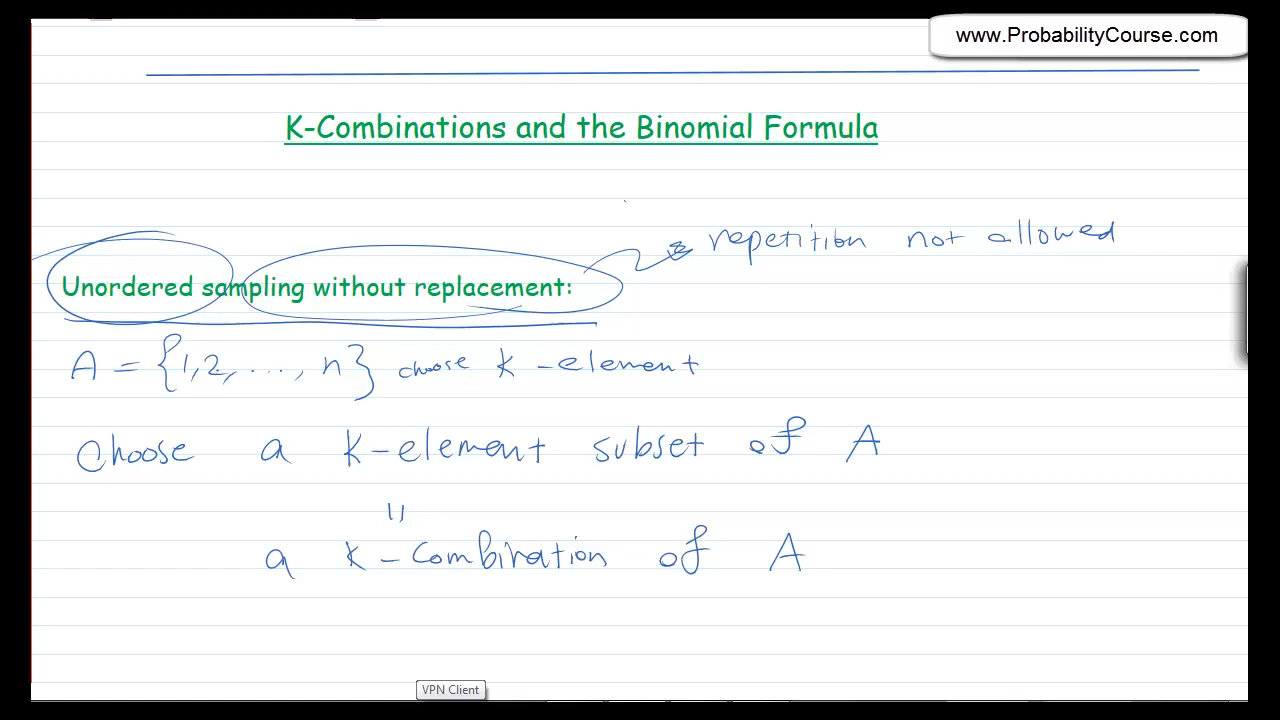 www.ProbabilityCourse.com
K-Combinations and the Binomial Formula
repetition not allowed
Unordered sampling without replacement:
A = {1,2, ..., n} choose k-element
Choose a k-element subset of A
"
a k-combination of A
VPN Client